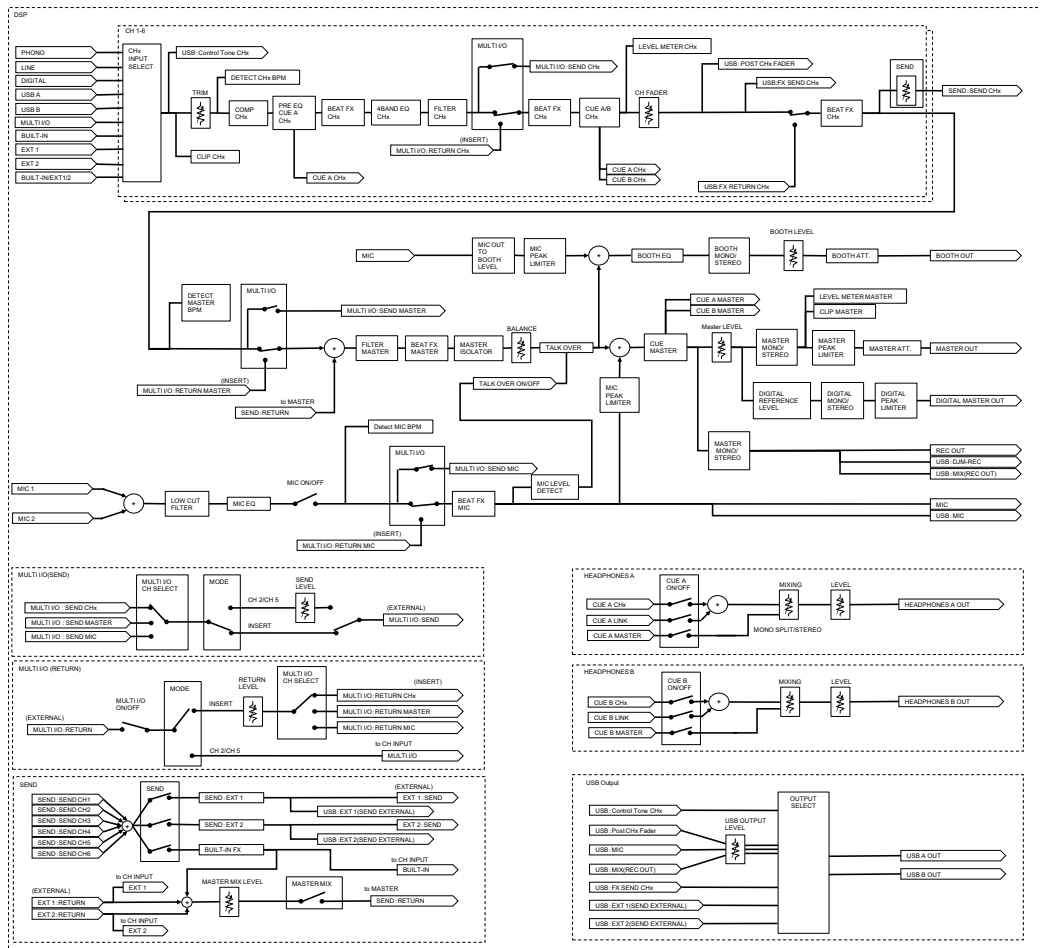 DSP
CH 1-6
PHONO
LINE
DIGITAL
USB A
USB B
MULTI I/O
BUILT-IN
EXT 1
EXT 2
BUILT-IN/EXT1/2
CHx
INPUT
SELECT
USB: Control Tone CHx
DETECT CHx BPM
TRIM
CLIP CHx
COMP
CHx
PRE EQ
CUE A
CHx
CUE A CHx
BEAT FX
CHx
4BAND EQ
CHx
FILTER
CHx
MULTI I/O
MULTI I/O: SEND CHx
(INSERT)
MULTI I/O: RETURN CHx
BEAT FX
CHx
CUE A/B
CHx
CUE A CHx
CUE B CHx
LEVEL METER CHx
CH FADER
USB: POST CHx FADER
USB:FX SEND CHx
USB:FX RETURN CHx
BEAT FX
CHx
SEND
SEND: SEND CHx
MIC
MIC OUT
TO
BOOTH
LEVEL
MIC
PEAK
LIMITER
+
BOOTH EQ
BOOTH
MONO/
STEREO
BOOTH LEVEL
BOOTH ATT.
BOOTH OUT
DETECT
MASTER
BPM
MULTI I/O
MULTI I/O: SEND MASTER
(INSERT)
MULTI I/O: RETURN MASTER
to MASTER
SEND: RETURN
+
FILTER
MASTER
BEAT FX
MASTER
MASTER
ISOLATOR
BALANCE
TALK OVER
TALK OVER ON/OFF
+
MIC
PEAK
LIMITER
CUE A MASTER
CUE B MASTER
CUE
MASTER
Master LEVEL
MASTER
MONO/
STEREO
LEVEL METER MASTER
CLIP MASTER
MASTER
PEAK
LIMITER
MASTER ATT.
MASTER OUT
DIGITAL
REFERENCE
LEVEL
DIGITAL
MONO/
STEREO
DIGITAL
PEAK
LIMITER
DIGITAL MASTER OUT
MASTER
MONO/
STEREO
REC OUT
USB: DJM-REC
USB: MIX(REC OUT)
MIC
USB: MIC
MIC 1
MIC 2
+
LOW CUT
FILTER
MIC EQ
MIC ON/OFF
Detect MIC BPM
MULTI I/O
MULTI I/O: SEND MIC
(INSERT)
MULTI I/O: RETURN MIC
BEAT FX
MIC
MIC LEVEL
DETECT
MULTI I/O(SEND)
MULTI I/O : SEND CHx
MULTI I/O : SEND MASTER
MULTI I/O : SEND MIC
MULTI I/O
CH SELECT
MODE
CH 2/CH 5
INSERT
SEND
LEVEL
(EXTERNAL)
MULTI I/O: SEND
MULTI I/O (RETURN)
MULTI I/O
ON/OFF
(EXTERNAL)
MULTI I/O: RETURN
MODE
INSERT
RETURN
LEVEL
MULTI I/O
CH SELECT
(INSERT)
MULTI I/O: RETURN CHx
MULTI I/O: RETURN MASTER
MULTI I/O: RETURN MIC
CH 2/CH 5
to CH INPUT
MULTI I/O
SEND
SEND: SEND CH1
SEND: SEND CH2
SEND: SEND CH3
SEND: SEND CH4
SEND: SEND CH5
SEND: SEND CH6
+
SEND
SEND: EXT 1
(EXTERNAL)
EXT 1: SEND
USB: EXT 1(SEND EXTERNAL)
SEND: EXT 2
EXT 2: SEND
USB: EXT2(SEND EXTERNAL)
BUILT-IN FX
to CH INPUT
BUILT-IN
to CH INPUT
EXT 1
(EXTERNAL)
EXT 1:RETURN
EXT 2: RETURN
to CH INPUT
EXT 2
+
MASTER MIX LEVEL
MASTER MIX
to MASTER
SEND: RETURN
HEADPHONES A
CUE A CHx
CUE A LINK
CUE A MASTER
CUE A
ON/OFF
+
MIXING
MONO SPLIT/STEREO
LEVEL
HEADPHONES A OUT
HEADPHONES B
CUE B CHx
CUE B LINK
CUE B MASTER
CUE B
ON/OFF
+
MIXING
LEVEL
HEADPHONES B OUT
USB Output
USB: Control Tone CHx
USB: Post CHx Fader
USB: MIC
USB: MIX(REC OUT)
USB: FX SEND CHx
USB: EXT 1(SEND EXTERNAL)
USB: EXT 2(SEND EXTERNAL)
USB OUTPUT
LEVEL
OUTPUT
SELECT
USB A OUT
USB B OUT